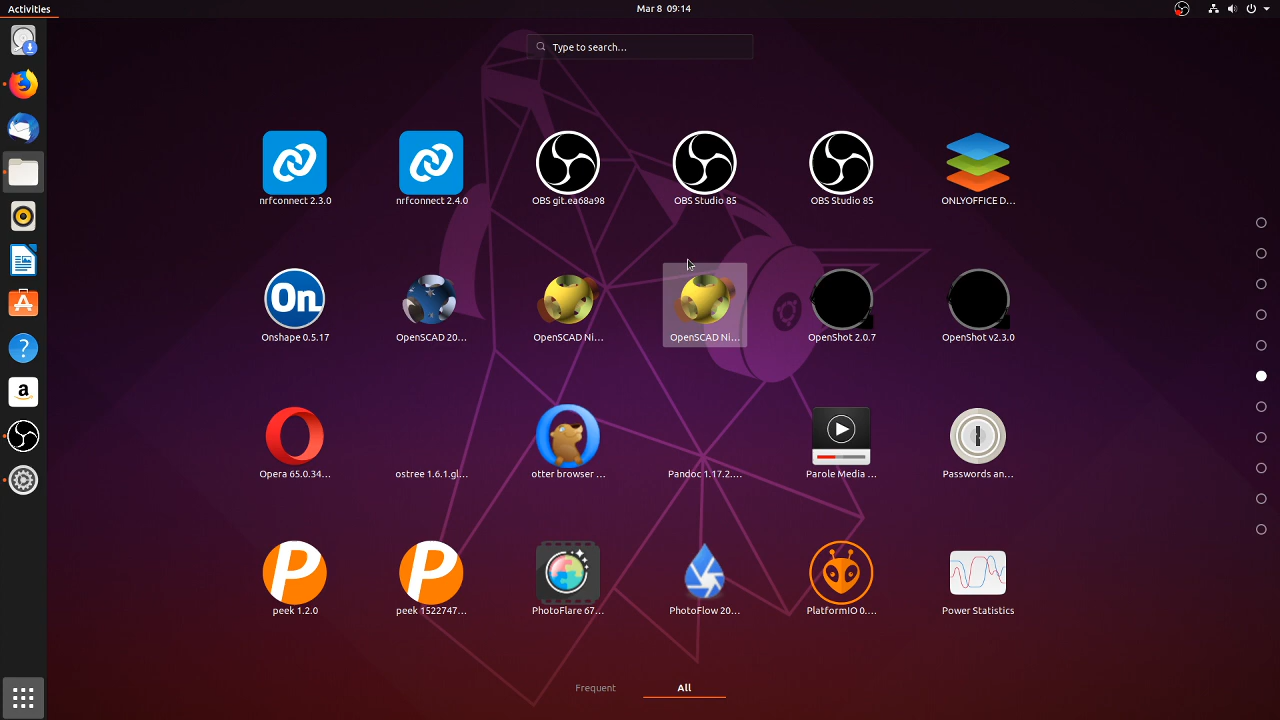 Activities
Mar 8 09:14
Type to search...
nrfconnect 2.3.0
nrfconnect 2.4.0
OBS git.ea68a98
OBS Studio 85
OBS Studio 85
ONLYOFFICE D...
On
Onshape 0.5.17
OpenSCAD 20...
OpenSCAD Ni...
OpenSCAD Ni...
OpenShot 2.0.7
OpenShot v2.3.0
Opera 65.0.34...
ostree 1.6.1.gl...
otter browser ...
Pandoc 1.17.2....
Parole Media ...
Passwords an...
peek 1.2.0
peek 1522747...
PhotoFlare 67...
PhotoFlow 20...
PlatformIO 0....
Power Statistics
Frequent
All